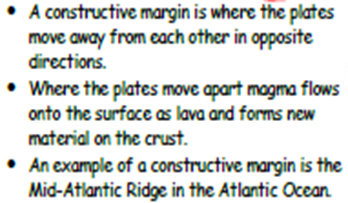 • A constructive margin is where the plates
move away from each other in opposite
directions.
• Where the plates move apart magma flows
onto the surface as lava and forms new
material on the crust.
• An example of a constructive margin is the
Mid-Atlantic Ridge in the Atlantic Ocean.